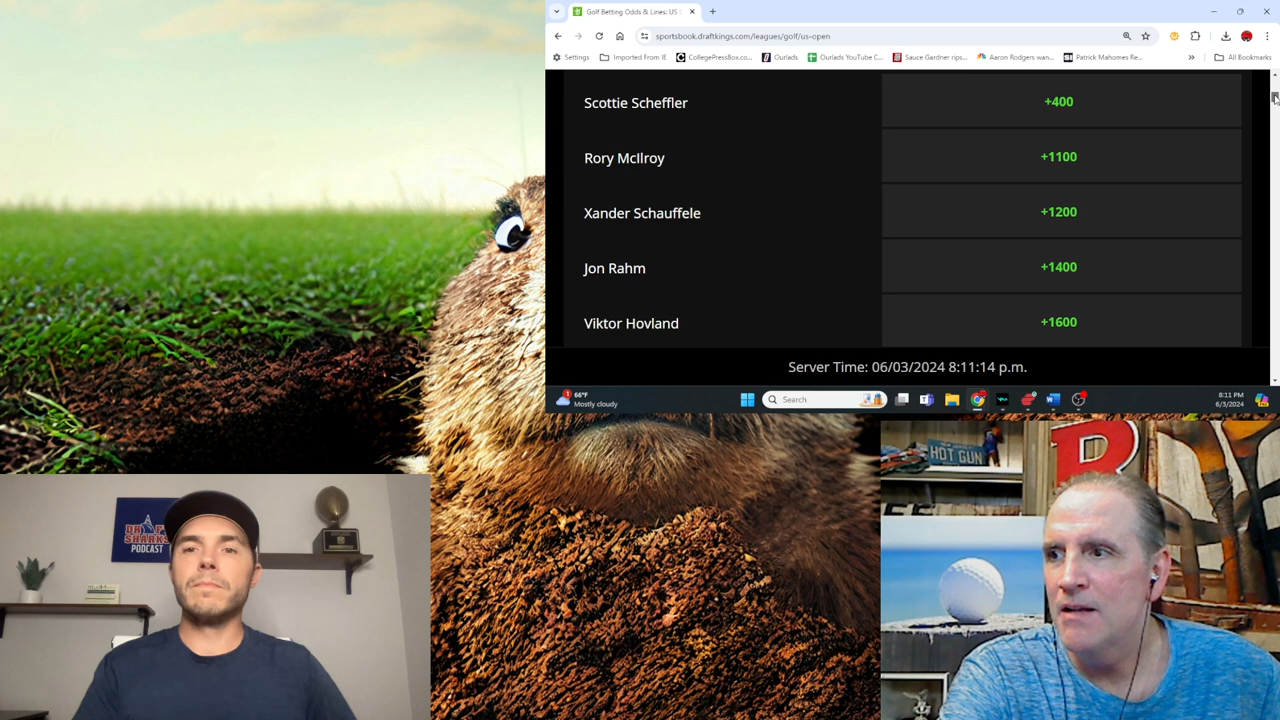 Golf Betting Odds & Lines: US
sportsbook.draftkings.com/leagues/golf/us-open
Settings
Imported From IE
CollegePressBox.co...
Ourlads
Ourlads YouTube C...
Sauce Gardner rips...
Aaron Rodgers wan...
Patrick Mahomes Re...
All Bookmarks
Scottie Scheffler +400
Rory McIlroy +1100
Xander Schauffele +1200
Jon Rahm +1400
Viktor Hovland +1600
Server Time: 06/03/2024 8:11:14 p.m.
66°F
Mostly cloudy
Search
8:11 PM
6/3/2024
HOT GUN
R
DRAFT
SHARKS
PODCAST